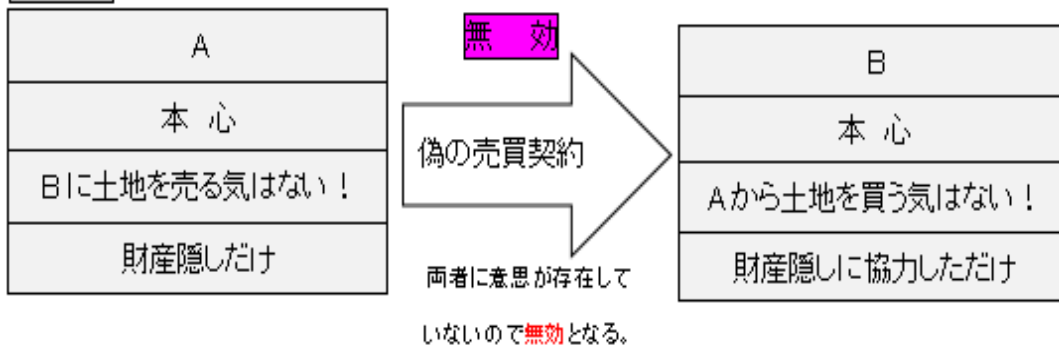 A
本 心
Bに土地を売る気はない！
財産隠しだけ
無 効
偽の売買契約
両者に意思が存在して
いないので無効となる。
B
本 心
Aから土地を買う気はない！
財産隠しに協力しただけ